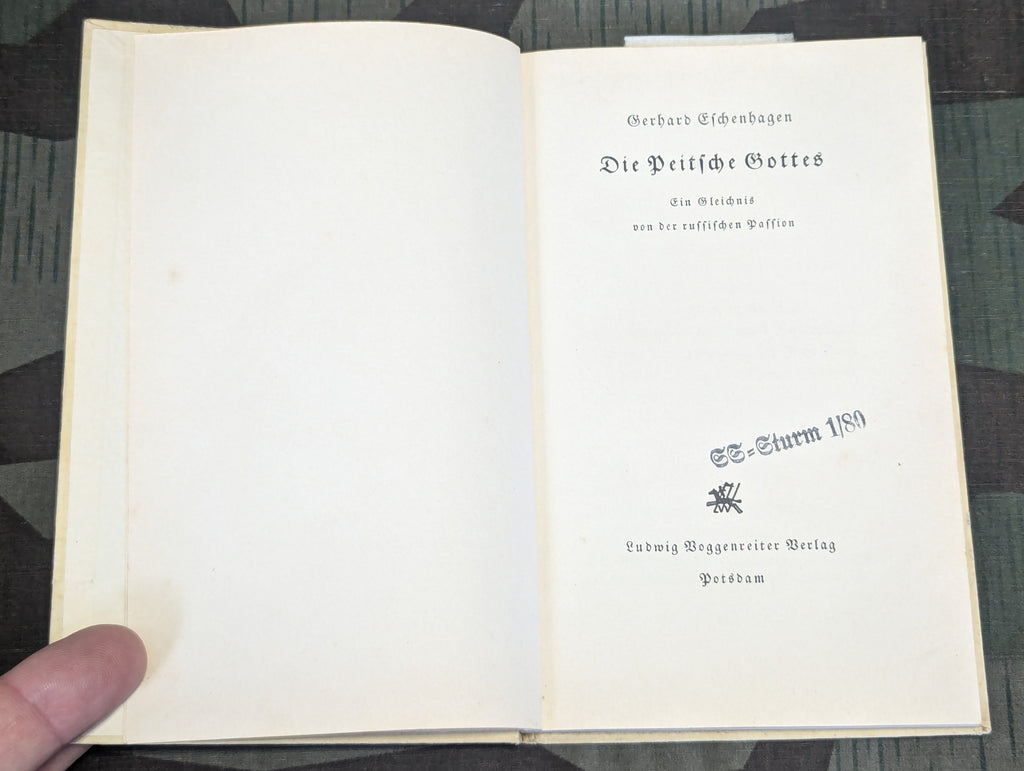 Gerhard Eſchenhagen
Die Peitſche Gottes
Ein Gleichnis
von der ruſſiſchen Paſſion
SS=Sturm 1/80
Ludwig Voggenreiter Verlag
Potsdam